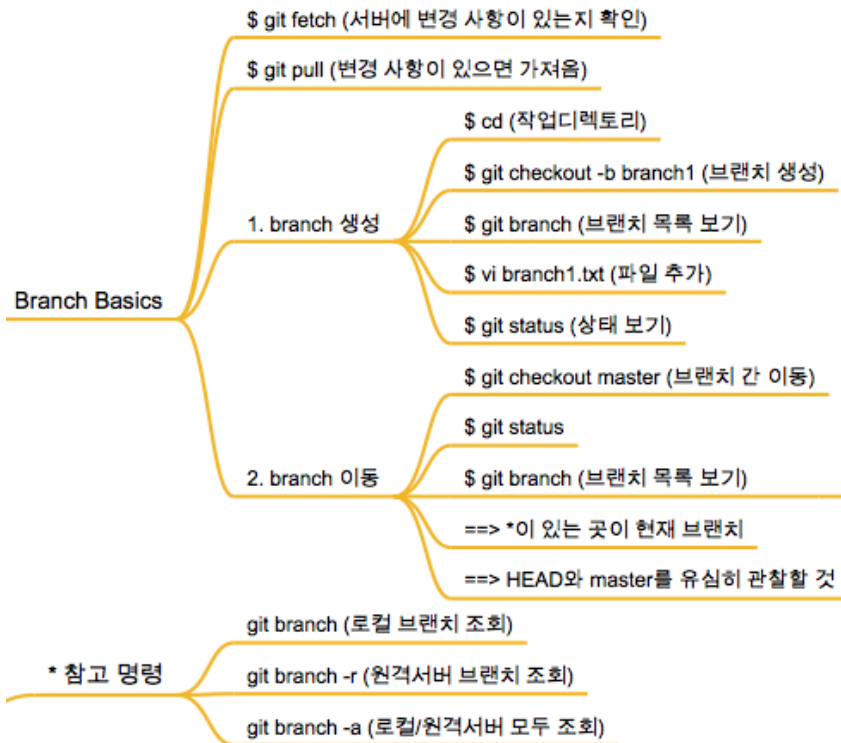 Branch Basics
$ git fetch (서버에 변경 사항이 있는지 확인)
$ git pull (변경 사항이 있으면 가져옴)
1. branch 생성
$ cd (작업디렉토리)
$ git checkout -b branch1 (브랜치 생성)
$ git branch (브랜치 목록 보기)
$ vi branch1.txt (파일 추가)
$ git status (상태 보기)
2. branch 이동
$ git checkout master (브랜치 간 이동)
$ git status
$ git branch (브랜치 목록 보기)
==> *이 있는 곳이 현재 브랜치
==> HEAD와 master를 유심히 관찰할 것
* 참고 명령
git branch (로컬 브랜치 조회)
git branch -r (원격서버 브랜치 조회)
git branch -a (로컬/원격서버 모두 조회)